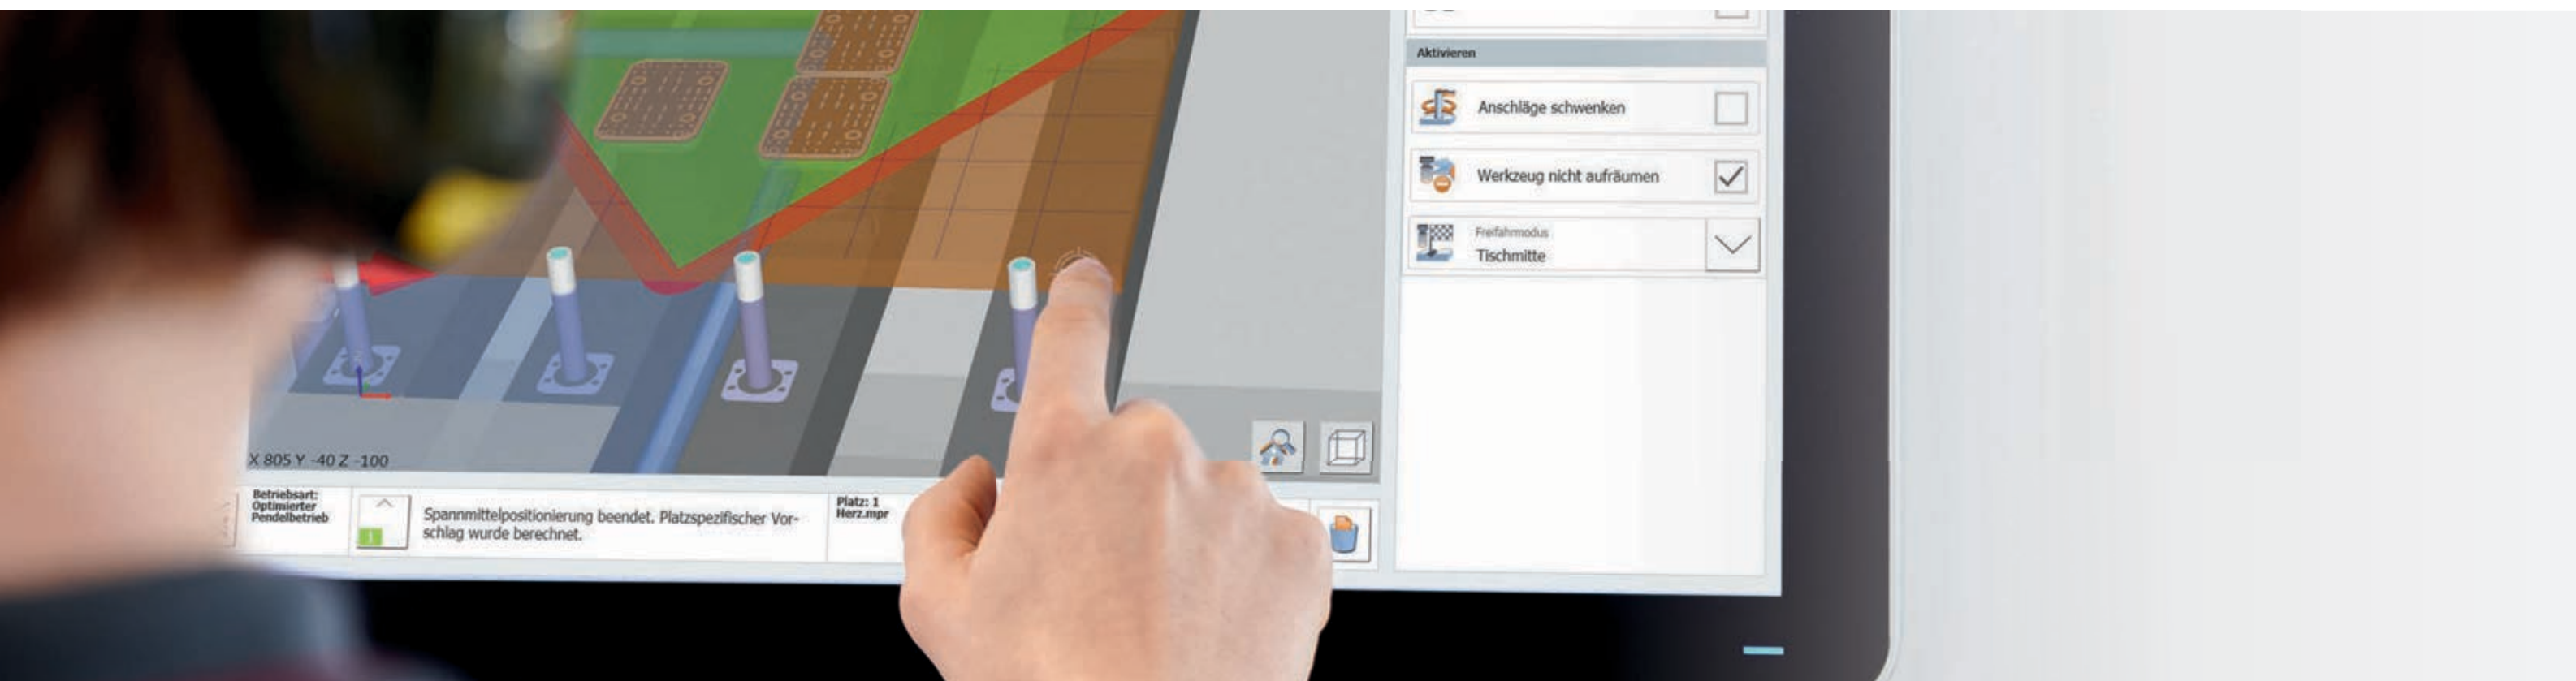 Aktivieren
Anschläge schwenken
Werkzeug nicht aufräumen
Freifahrmodus
Tischmitte
X 805 Y -40 Z -100
Betriebsart:
Optimierter
Pendelbetrieb
Spannmittelpositionierung beendet. Platzspezifischer Vor-
schlag wurde berechnet.
Platz: 1
Herz.mpr